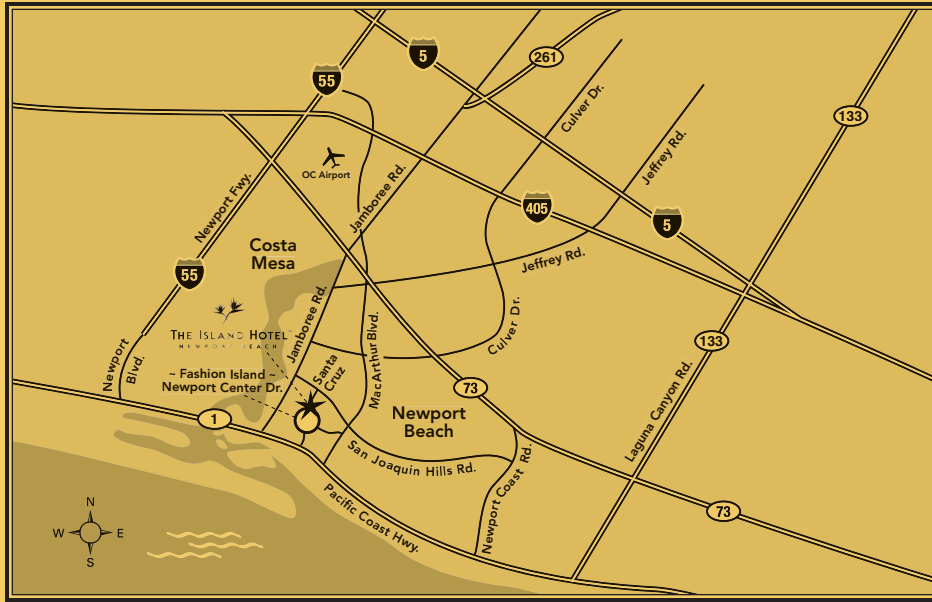 5
261
55
133
Culver Dr.
Jeffrey Rd.
OC Airport
Jamboree Rd.
Newport Fwy.
405
5
Costa
Mesa
Jeffrey Rd.
55
Jamboree Rd.
Culver Dr.
THE ISLAND HOTEL™
NEWPORT BEACH
133
Newport
Blvd.
MacArthur Blvd.
Santa
Cruz
~ Fashion Island ~
Newport Center Dr.
73
Laguna Canyon Rd.
1
Newport
Beach
San Joaquin Hills Rd.
Newport Coast Rd.
Pacific Coast Hwy.
73
N
W E
S